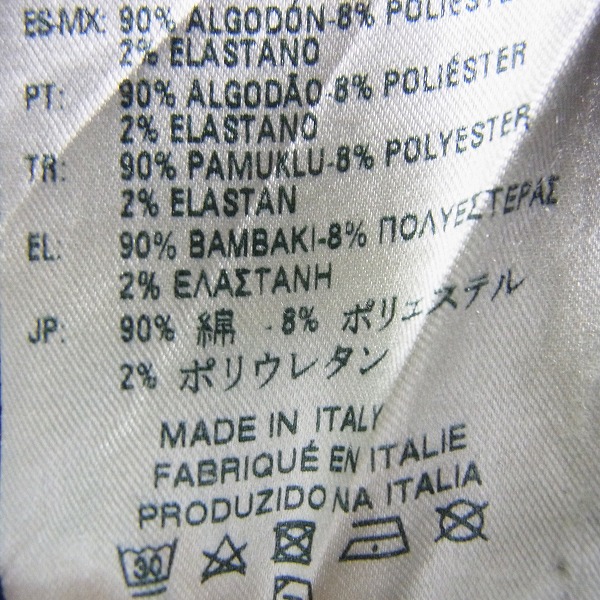 ES-MX: 90% ALGODÓN-8% POLIÉSTER
2% ELASTANO
PT: 90% ALGODÃO-8% POLIÉSTER
2% ELASTANO
TR: 90% PAMUKLU-8% POLYESTER
2% ELASTAN
EL: 90% ΒΑΜΒΑΚΙ-8% ΠΟΛΥΕΣΤΕΡΑΣ
2% ΕΛΑΣΤΑΝΗ
JP: 90% 綿 -8% ポリエステル
2% ポリウレタン
MADE IN ITALY
FABRIQUÉ EN ITALIE
PRODUZIDO NA ITALIA
30